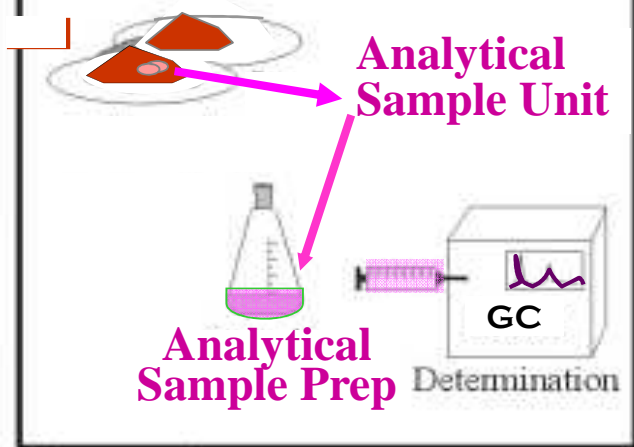 Analytical
Sample Unit
GC
Analytical
Sample Prep
Determination